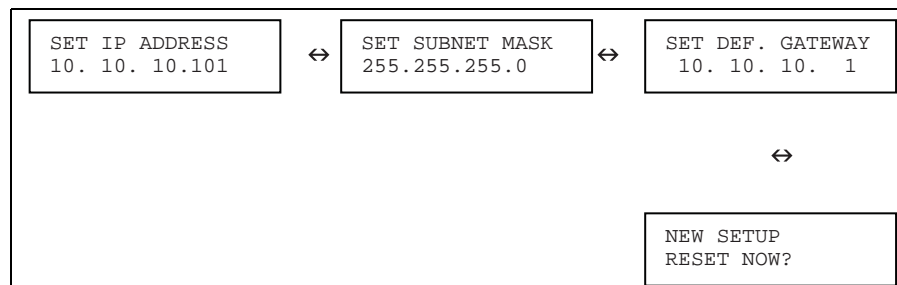 SET IP ADDRESS
10. 10. 10.101
↔
SET SUBNET MASK
255.255.255.0
↔
SET DEF. GATEWAY
10. 10. 10. 1
↔
NEW SETUP
RESET NOW?